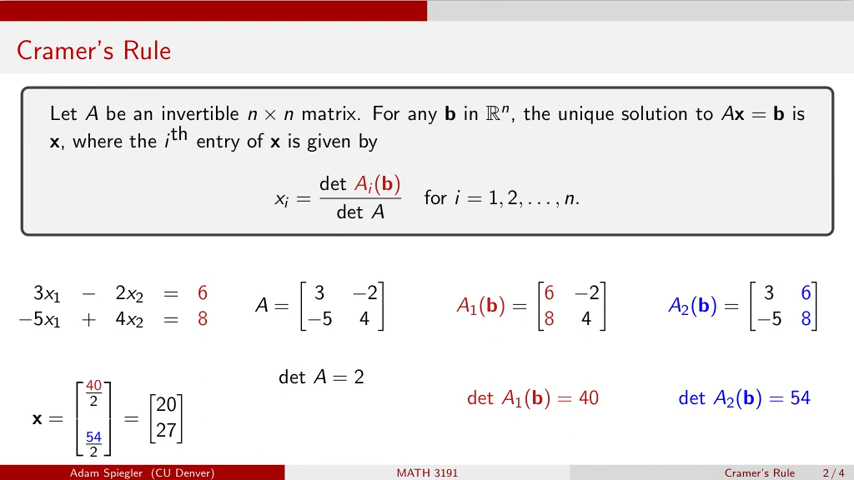 Cramer's Rule
Let A be an invertible n × n matrix. For any b in ℝⁿ, the unique solution to Ax = b is
x, where the iᵗʰ entry of x is given by
xᵢ = det Aᵢ(b) / det A for i = 1, 2, . . . , n.
3x₁ − 2x₂ = 6
−5x₁ + 4x₂ = 8
A = [3 −2; −5 4]
A₁(b) = [6 −2; 8 4]
A₂(b) = [3 6; −5 8]
det A = 2
det A₁(b) = 40
det A₂(b) = 54
x = [40/2; 54/2] = [20; 27]
Adam Spiegler (CU Denver) MATH 3191 Cramer's Rule 2 / 4